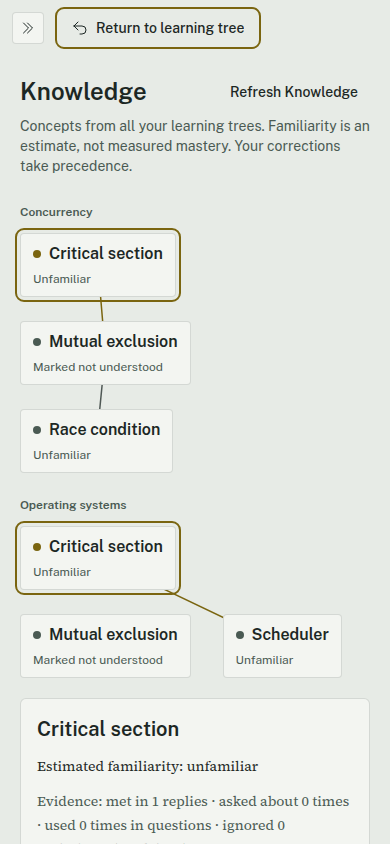 Return to learning tree
Knowledge
Refresh Knowledge
Concepts from all your learning trees. Familiarity is an
estimate, not measured mastery. Your corrections
take precedence.
Concurrency
Critical section
Unfamiliar
Mutual exclusion
Marked not understood
Race condition
Unfamiliar
Operating systems
Critical section
Unfamiliar
Mutual exclusion
Marked not understood
Scheduler
Unfamiliar
Critical section
Estimated familiarity: unfamiliar
Evidence: met in 1 replies · asked about 0 times
· used 0 times in questions · ignored 0